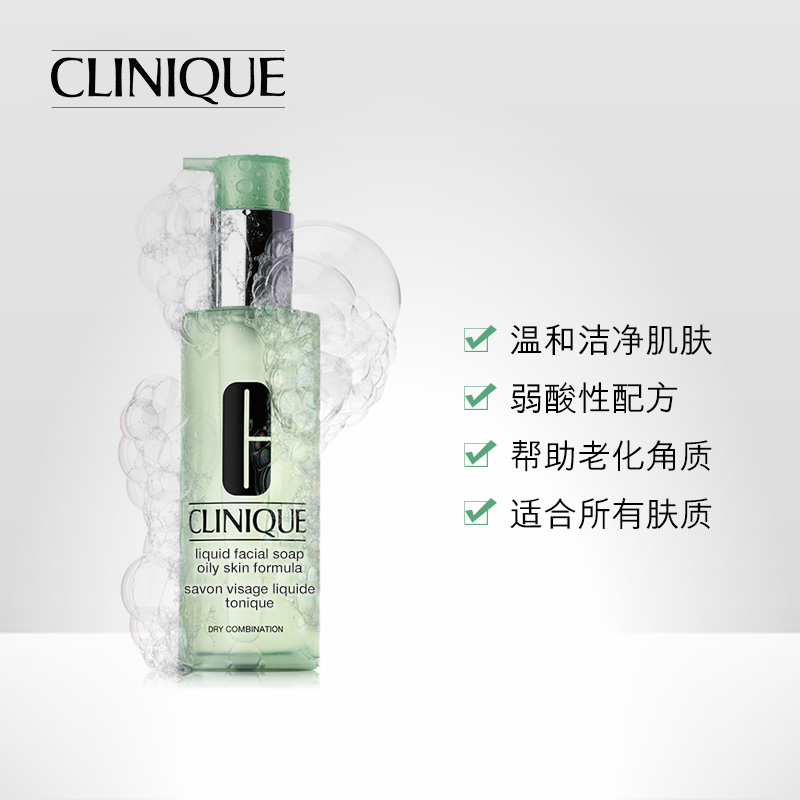 CLINIQUE
温和洁净肌肤
弱酸性配方
帮助老化角质
适合所有肤质
CLINIQUE
liquid facial soap
oily skin formula
savon visage liquide
tonique
DRY COMBINATION